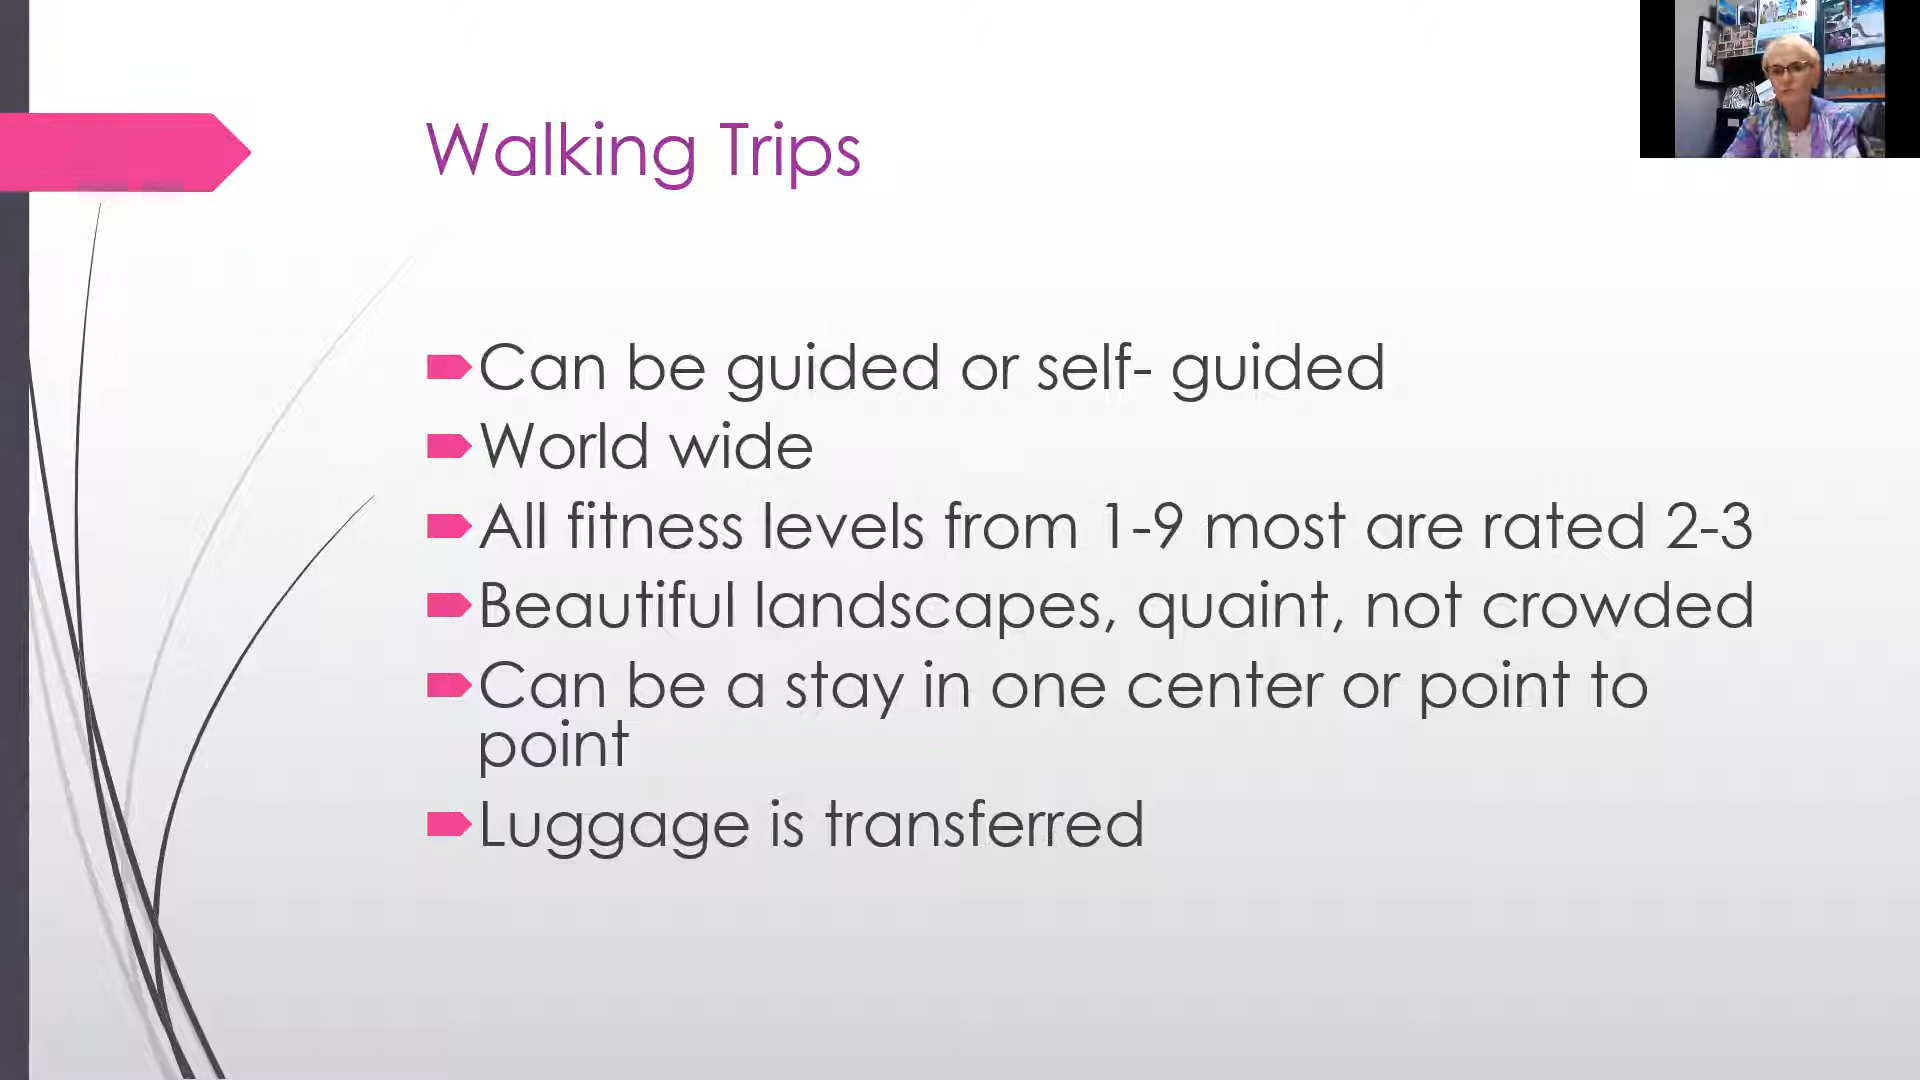 Walking Trips
Can be guided or self- guided
World wide
All fitness levels from 1-9 most are rated 2-3
Beautiful landscapes, quaint, not crowded
Can be a stay in one center or point to
point
Luggage is transferred